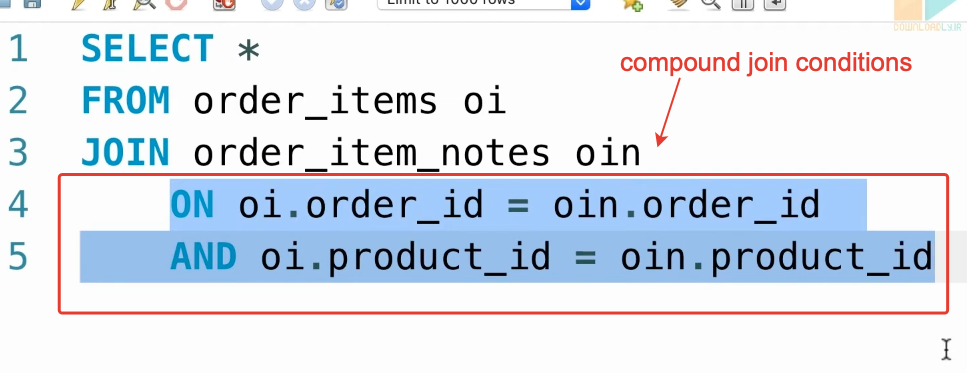 Limit to 1000 rows
DOWNLOADLY.IR
1 SELECT *
compound join conditions
2 FROM order_items oi
3 JOIN order_item_notes oin
4 ON oi.order_id = oin.order_id
5 AND oi.product_id = oin.product_id